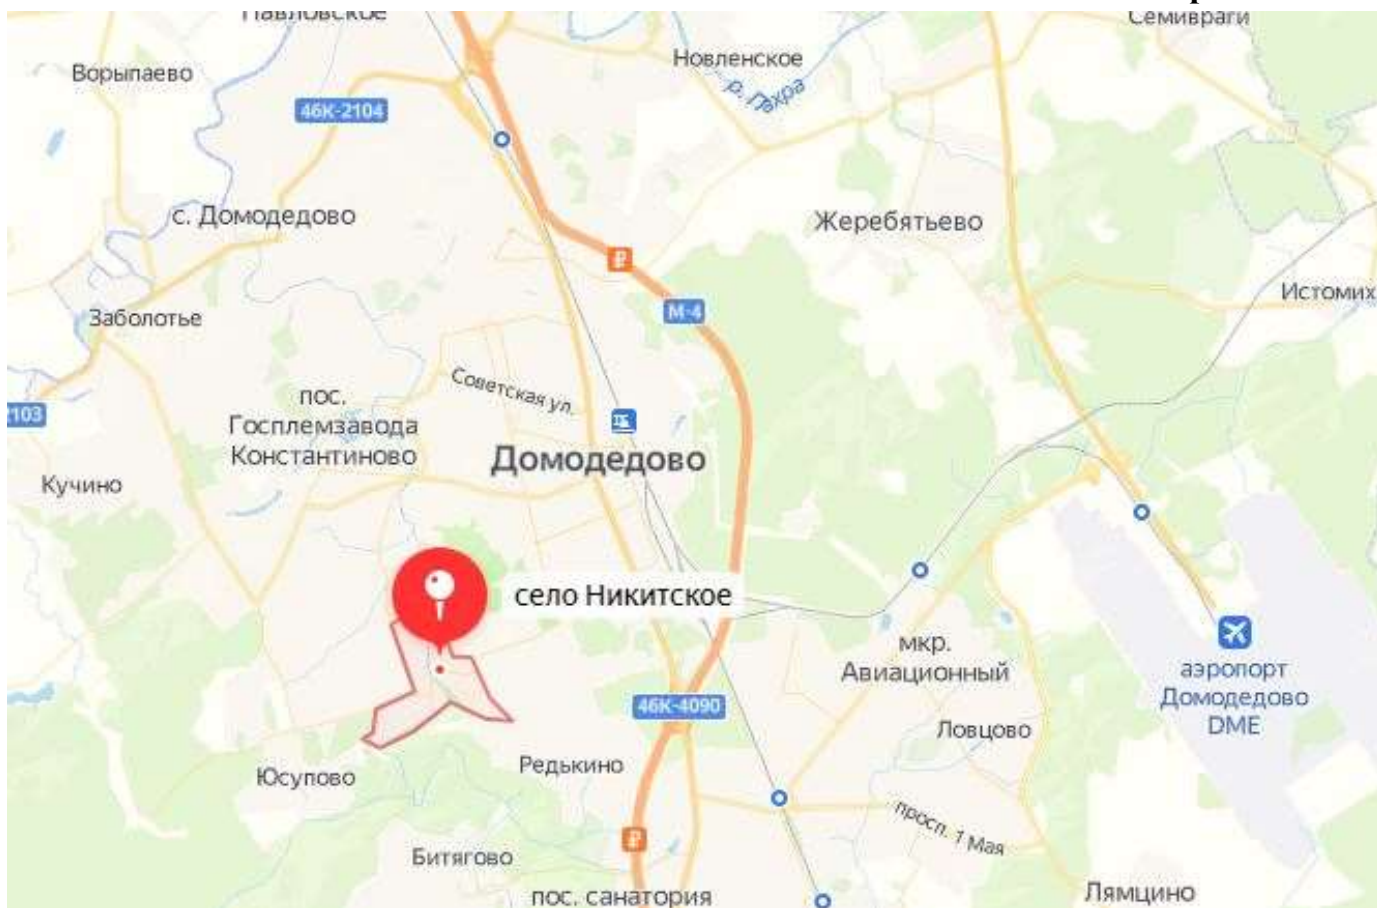 Павловское
Семивраги
Ворыпаево
Новленское
р. Пахра
46К-2104
с. Домодедово
Жеребятьево
₽
Истомих
М-4
Заболотье
Советская ул.
пос.
Госплемзавода
Константиново
2103
Домодедово
Кучино
село Никитское
мкр.
Авиационный
аэропорт
Домодедово
DME
46К-4090
Ловцово
Редькино
Юсупово
просп. 1 Мая
₽
Битягово
пос. санатория
Лямцино